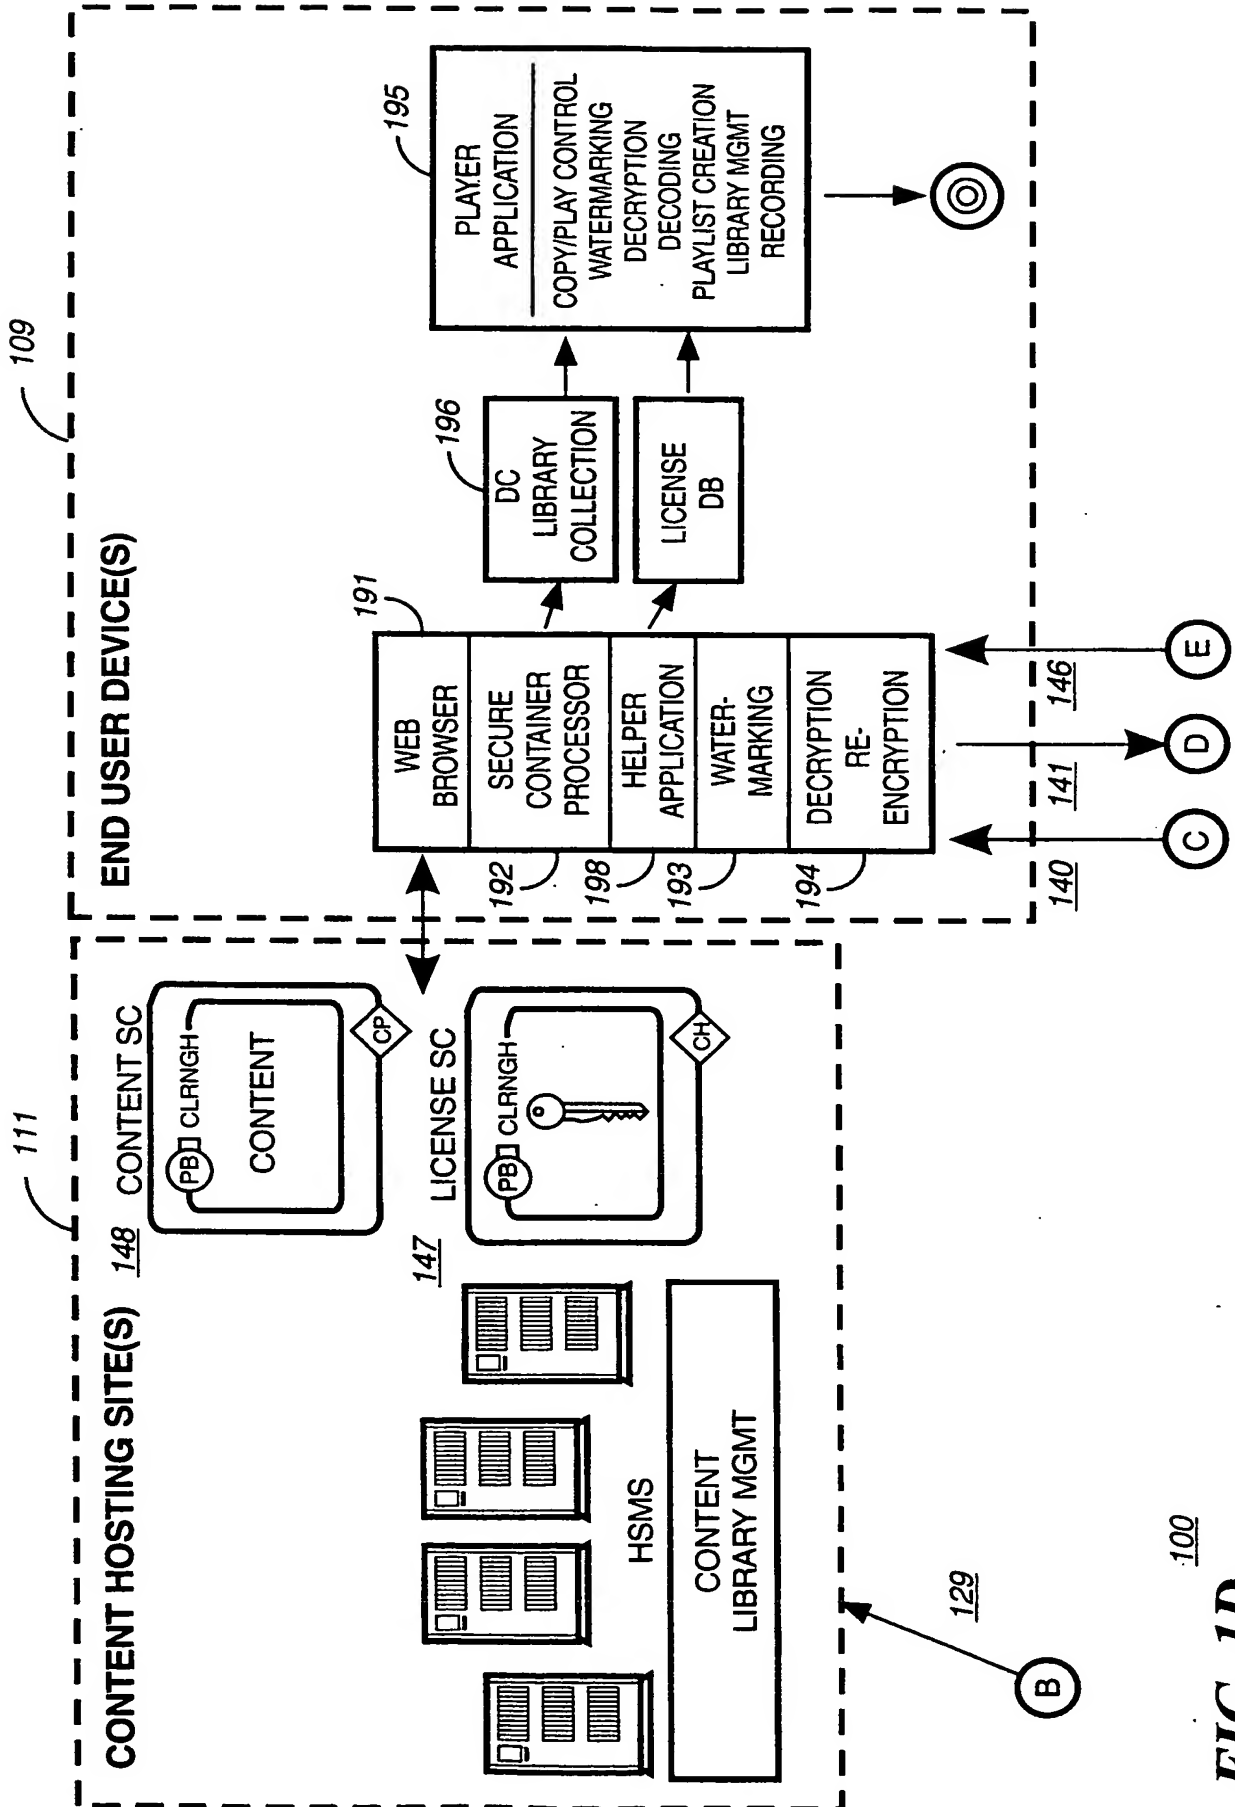 111
CONTENT HOSTING SITE(S)
148
CONTENT SC
PB
CLRNGH
CONTENT
CP
147
LICENSE SC
PB
CLRNGH
CH
HSMS
CONTENT
LIBRARY MGMT
129
B
109
END USER DEVICE(S)
191
WEB
BROWSER
192
SECURE
CONTAINER
PROCESSOR
198
HELPER
APPLICATION
193
WATER-
MARKING
194
DECRYPTION
RE-
ENCRYPTION
196
DC
LIBRARY
COLLECTION
LICENSE
DB
195
PLAYER
APPLICATION
COPY/PLAY CONTROL
WATERMARKING
DECRYPTION
DECODING
PLAYLIST CREATION
LIBRARY MGMT
RECORDING
140
141
146
C
D
E
100
FIG. 1D